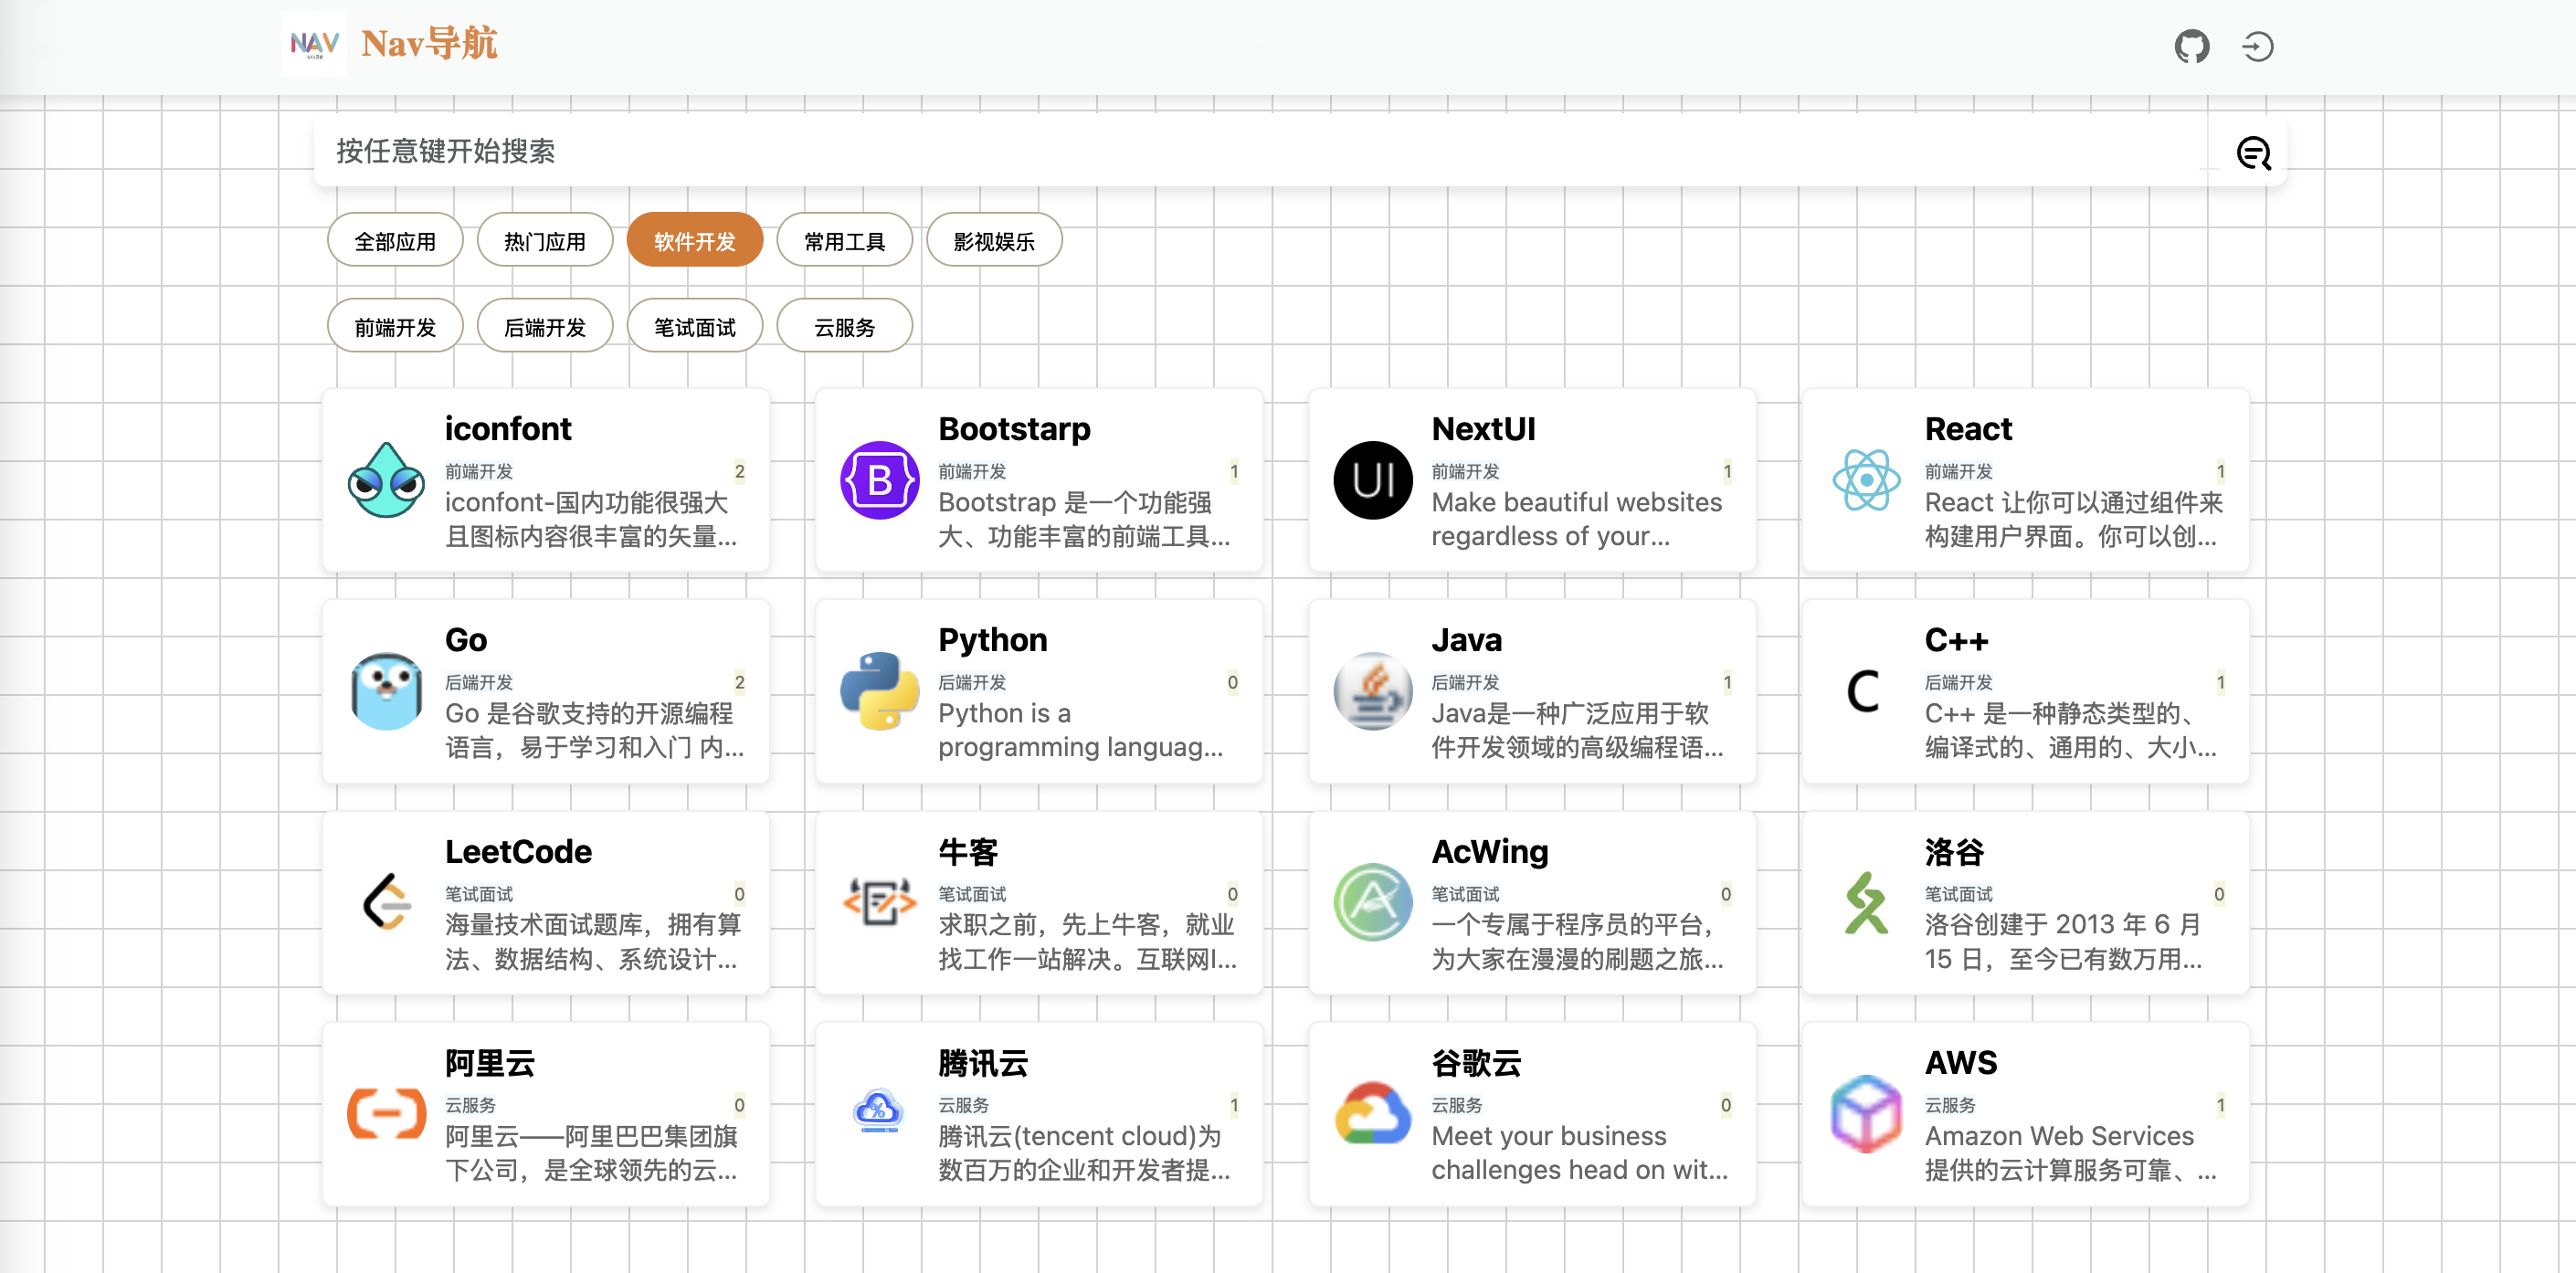 NAV
Nav导航
按任意键开始搜索
全部应用
热门应用
软件开发
常用工具
影视娱乐
前端开发
后端开发
笔试面试
云服务
iconfont
前端开发
2
iconfont-国内功能很强大
且图标内容很丰富的矢量...
B
Bootstarp
前端开发
1
Bootstrap 是一个功能强
大、功能丰富的前端工具...
UI
NextUI
前端开发
1
Make beautiful websites
regardless of your...
React
前端开发
1
React 让你可以通过组件来
构建用户界面。你可以创...
Go
后端开发
2
Go 是谷歌支持的开源编程
语言，易于学习和入门 内...
Python
后端开发
0
Python is a
programming languag...
Java
后端开发
1
Java是一种广泛应用于软
件开发领域的高级编程语...
C
C++
后端开发
1
C++ 是一种静态类型的、
编译式的、通用的、大小...
LeetCode
笔试面试
0
海量技术面试题库，拥有算
法、数据结构、系统设计...
牛客
笔试面试
0
求职之前，先上牛客，就业
找工作一站解决。互联网I...
AcWing
笔试面试
0
一个专属于程序员的平台，
为大家在漫漫的刷题之旅...
洛谷
笔试面试
0
洛谷创建于 2013 年 6 月
15 日，至今已有数万用...
阿里云
云服务
0
阿里云——阿里巴巴集团旗
下公司，是全球领先的云...
腾讯云
云服务
1
腾讯云(tencent cloud)为
数百万的企业和开发者提...
谷歌云
云服务
0
Meet your business
challenges head on wit...
AWS
云服务
1
Amazon Web Services
提供的云计算服务可靠、...